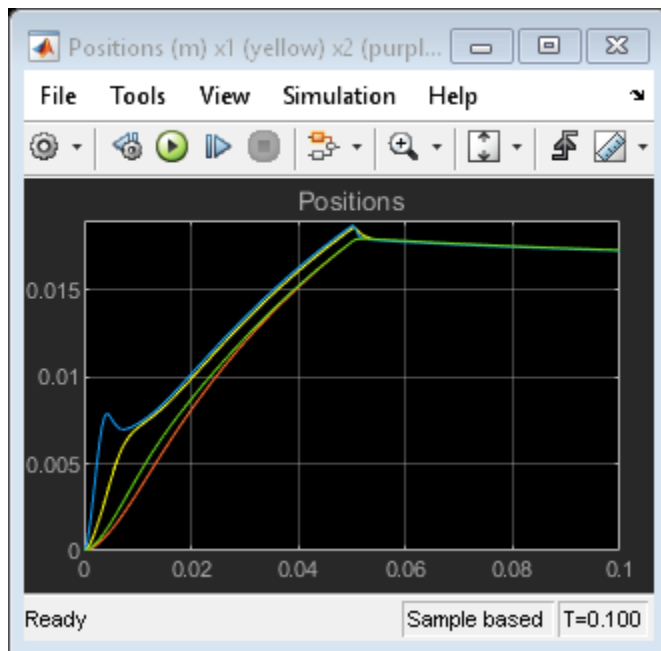 Positions (m) x1 (yellow) x2 (purpl...
File Tools View Simulation Help
Positions
0.015
0.01
0.005
0
0 0.02 0.04 0.06 0.08 0.1
Ready Sample based T=0.100